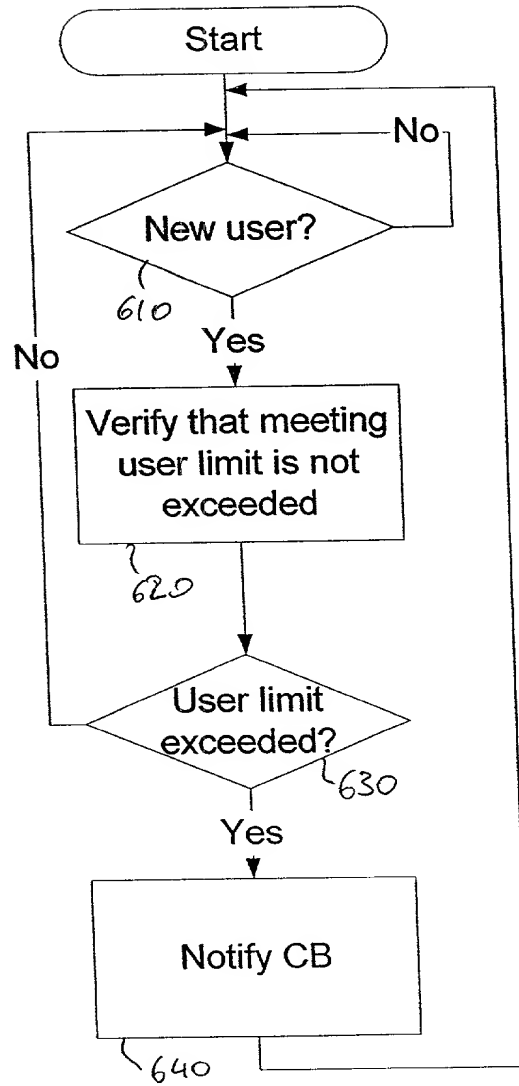 Start
No
New user?
610
Yes
No
Verify that meeting
user limit is not
exceeded
620
User limit
exceeded?
630
Yes
Notify CB
640